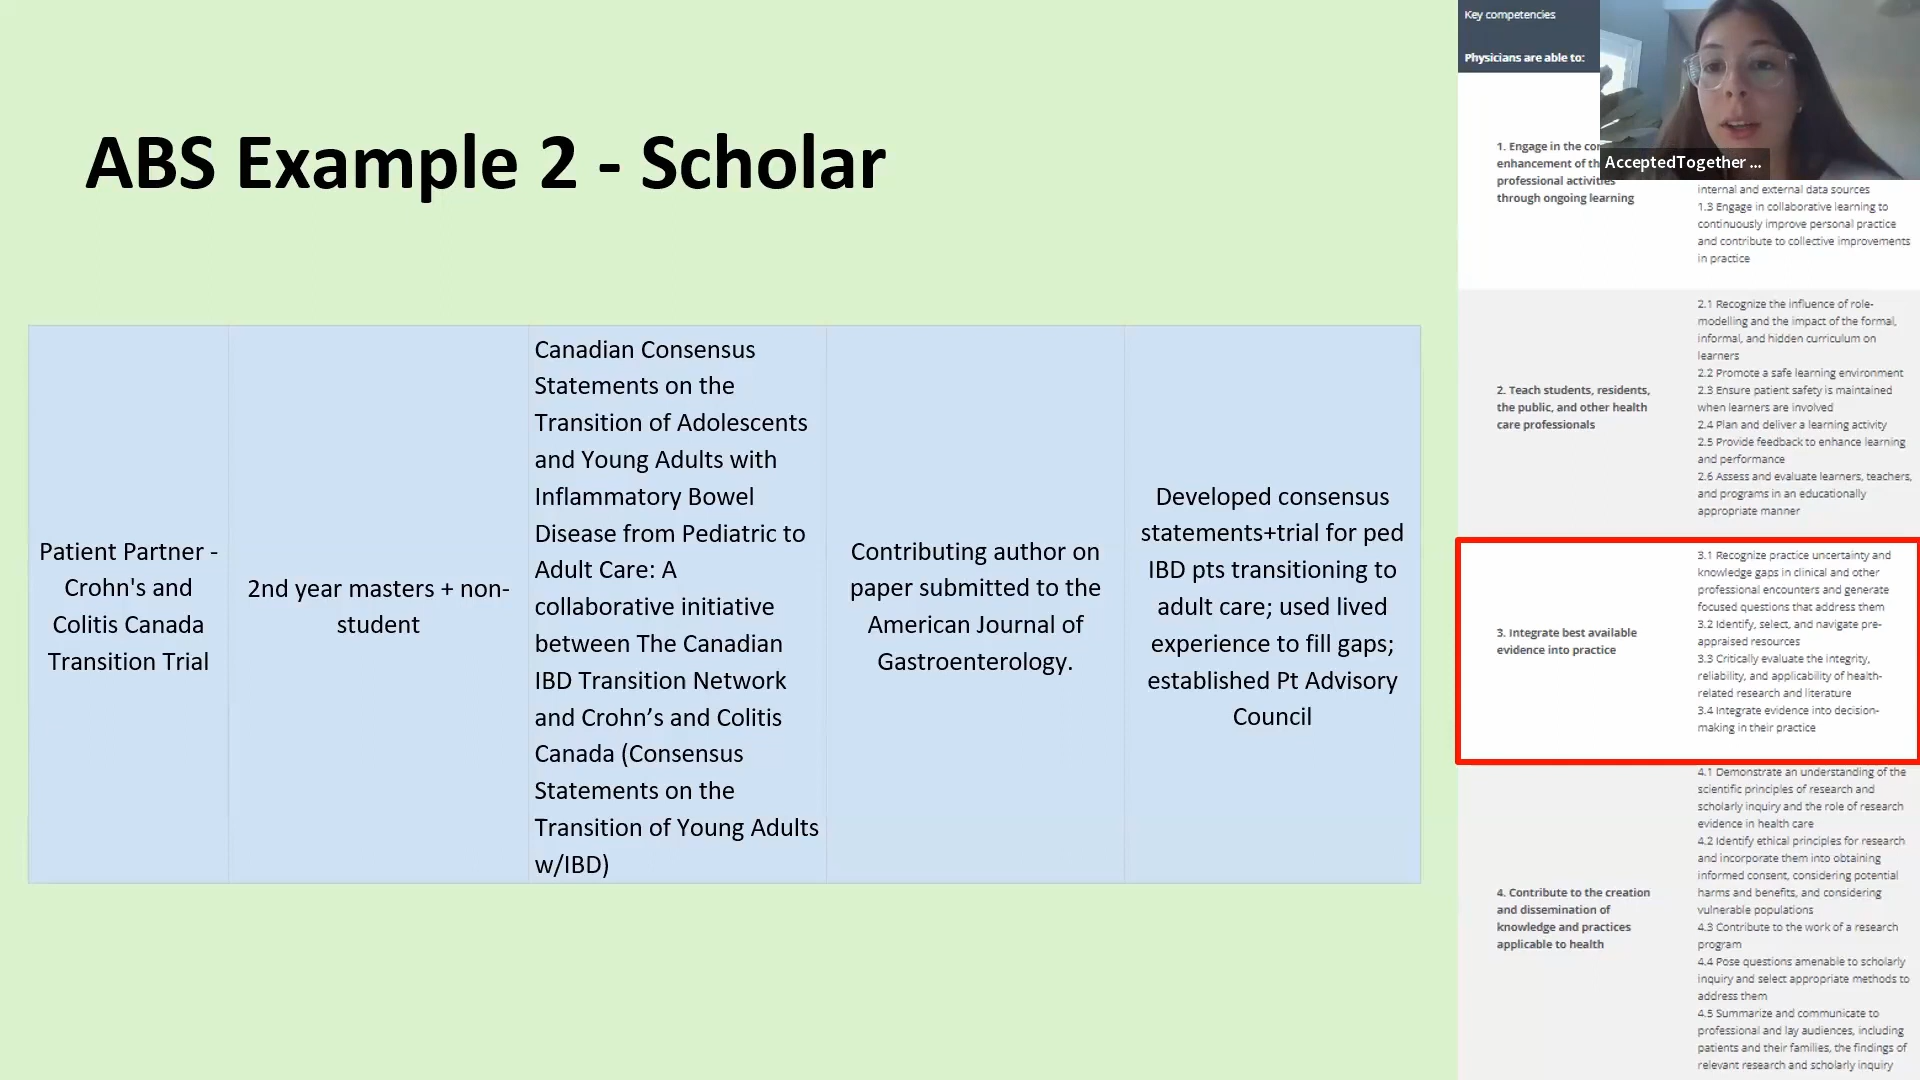 ABS Example 2 - Scholar
Patient Partner -
Crohn's and
Colitis Canada
Transition Trial
2nd year masters + non-
student
Canadian Consensus
Statements on the
Transition of Adolescents
and Young Adults with
Inflammatory Bowel
Disease from Pediatric to
Adult Care: A
collaborative initiative
between The Canadian
IBD Transition Network
and Crohn’s and Colitis
Canada (Consensus
Statements on the
Transition of Young Adults
w/IBD)
Contributing author on
paper submitted to the
American Journal of
Gastroenterology.
Developed consensus
statements+trial for ped
IBD pts transitioning to
adult care; used lived
experience to fill gaps;
established Pt Advisory
Council
Key competencies
Physicians are able to:
AcceptedTogether ...
1. Engage in the
enhancement of
professional activities
through ongoing learning
internal and external data sources
1.3 Engage in collaborative learning to
continuously improve personal practice
and contribute to collective improvements
in practice
2. Teach students, residents,
the public, and other health
care professionals
2.1 Recognize the influence of role-
modelling and the impact of the formal,
informal, and hidden curriculum on
learners
2.2 Promote a safe learning environment
2.3 Ensure patient safety is maintained
when learners are involved
2.4 Plan and deliver a learning activity
2.5 Provide feedback to enhance learning
and performance
2.6 Assess and evaluate learners, teachers,
and programs in an educationally
appropriate manner
3. Integrate best available
evidence into practice
3.1 Recognize practice uncertainty and
knowledge gaps in clinical and other
professional encounters and generate
focused questions that address them
3.2 Identify, select, and navigate pre-
appraised resources
3.3 Critically evaluate the integrity,
reliability, and applicability of health-
related research and literature
3.4 Integrate evidence into decision-
making in their practice
4. Contribute to the creation
and dissemination of
knowledge and practices
applicable to health
4.1 Demonstrate an understanding of the
scientific principles of research and
scholarly inquiry and the role of research
evidence in health care
4.2 Identify ethical principles for research
and incorporate them into obtaining
informed consent, considering potential
harms and benefits, and considering
vulnerable populations
4.3 Contribute to the work of a research
program
4.4 Pose questions amenable to scholarly
inquiry and select appropriate methods to
address them
4.5 Summarize and communicate to
professional and lay audiences, including
patients and their families, the findings of
relevant research and scholarly inquiry